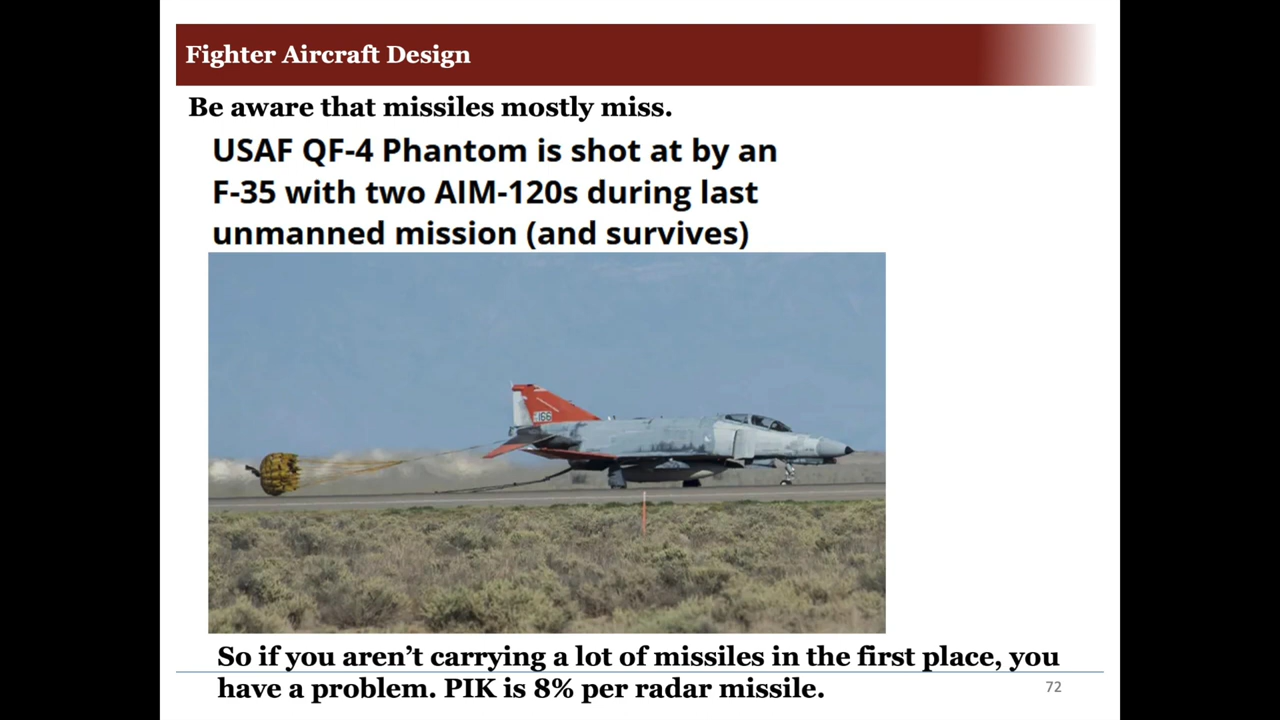 Fighter Aircraft Design
Be aware that missiles mostly miss.
USAF QF-4 Phantom is shot at by an
F-35 with two AIM-120s during last
unmanned mission (and survives)
166
So if you aren’t carrying a lot of missiles in the first place, you
have a problem. PIK is 8% per radar missile.
72